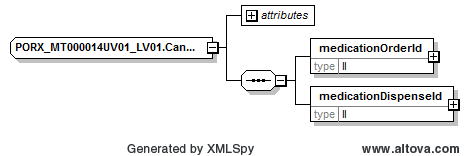 attributes
PORX_MT000014UV01_LV01.Can...
medicationOrderId
type II
medicationDispenseId
type II
Generated by XMLSpy
www.altova.com